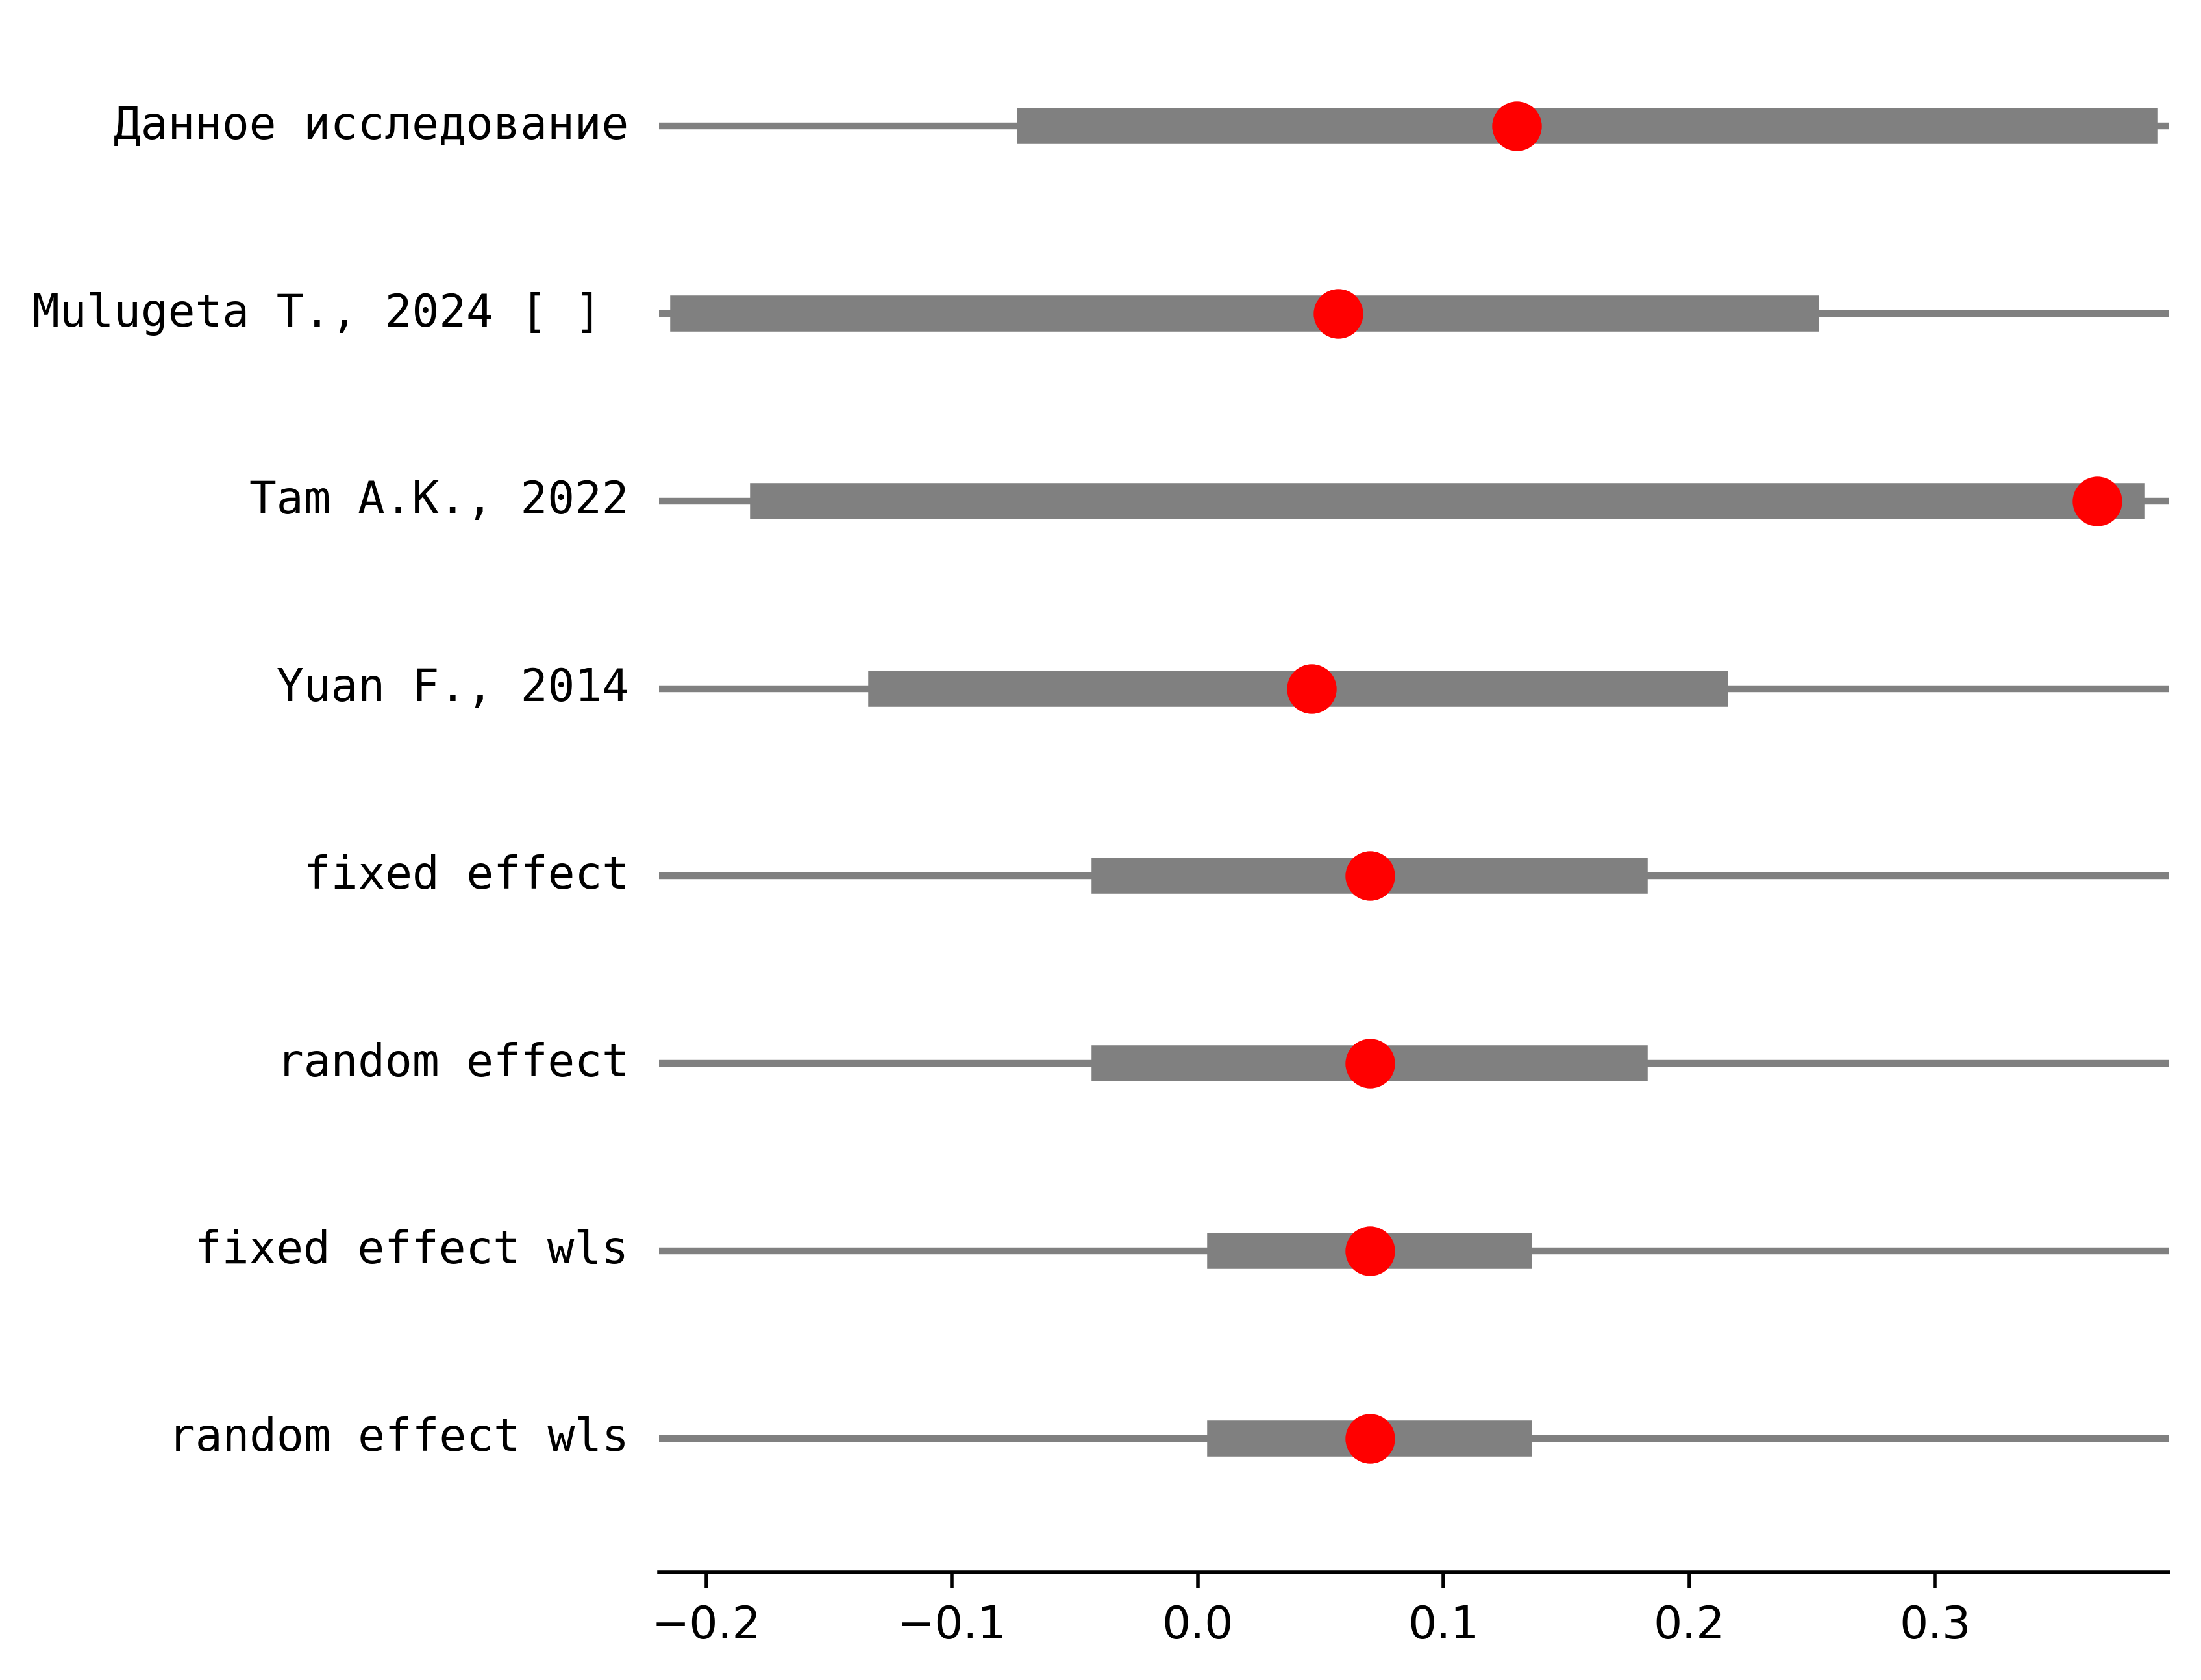 Данное исследование
Mulugeta T., 2024 [ ]
Tam A.K., 2022
Yuan F., 2014
fixed effect
random effect
fixed effect wls
random effect wls
−0.2 −0.1 0.0 0.1 0.2 0.3